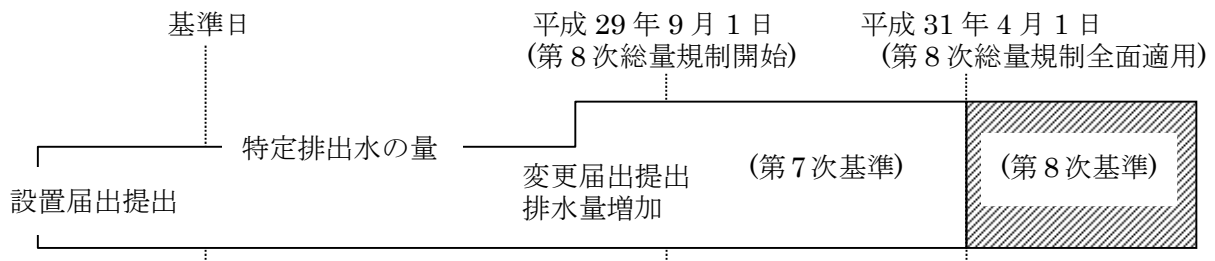 基準日
平成 29 年 9 月 1 日
(第 8 次総量規制開始)
平成 31 年 4 月 1 日
(第 8 次総量規制全面適用)
特定排出水の量
設置届出提出
変更届出提出
排水量増加
(第 7 次基準)
(第 8 次基準)